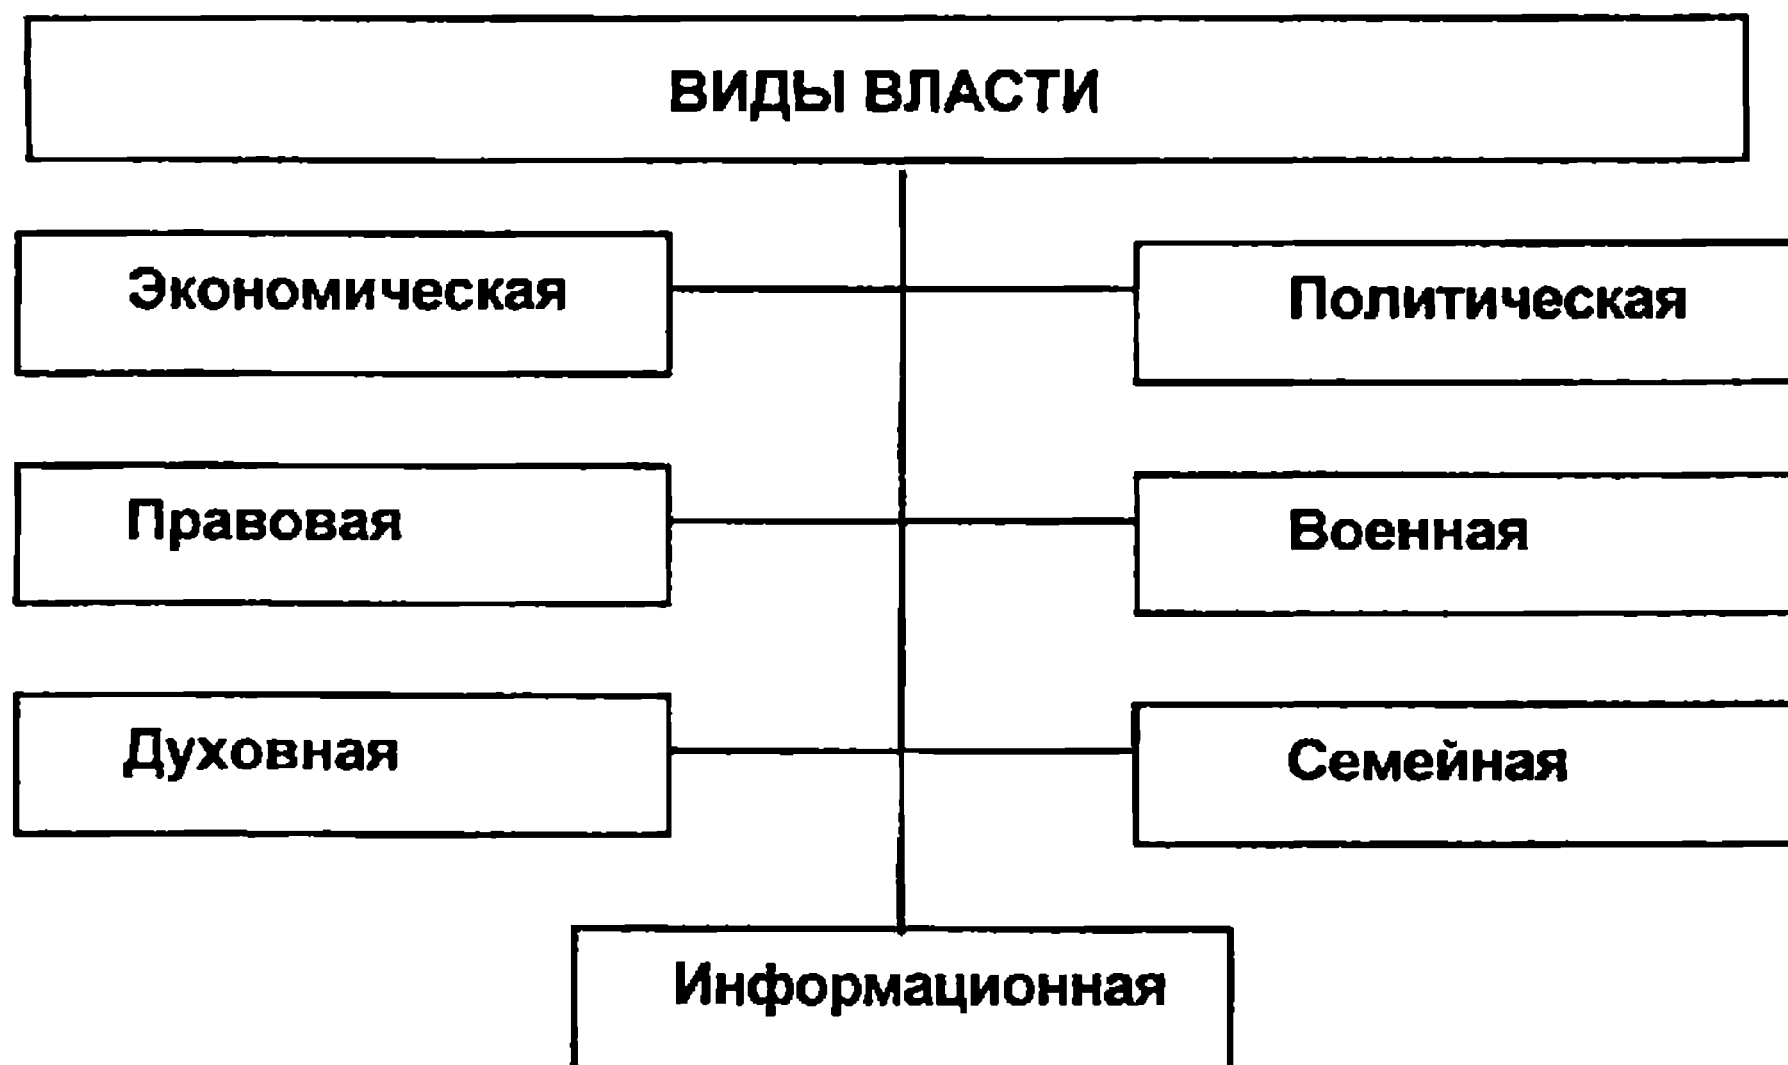 ВИДЫ ВЛАСТИ
Экономическая
Политическая
Правовая
Военная
Духовная
Семейная
Информационная